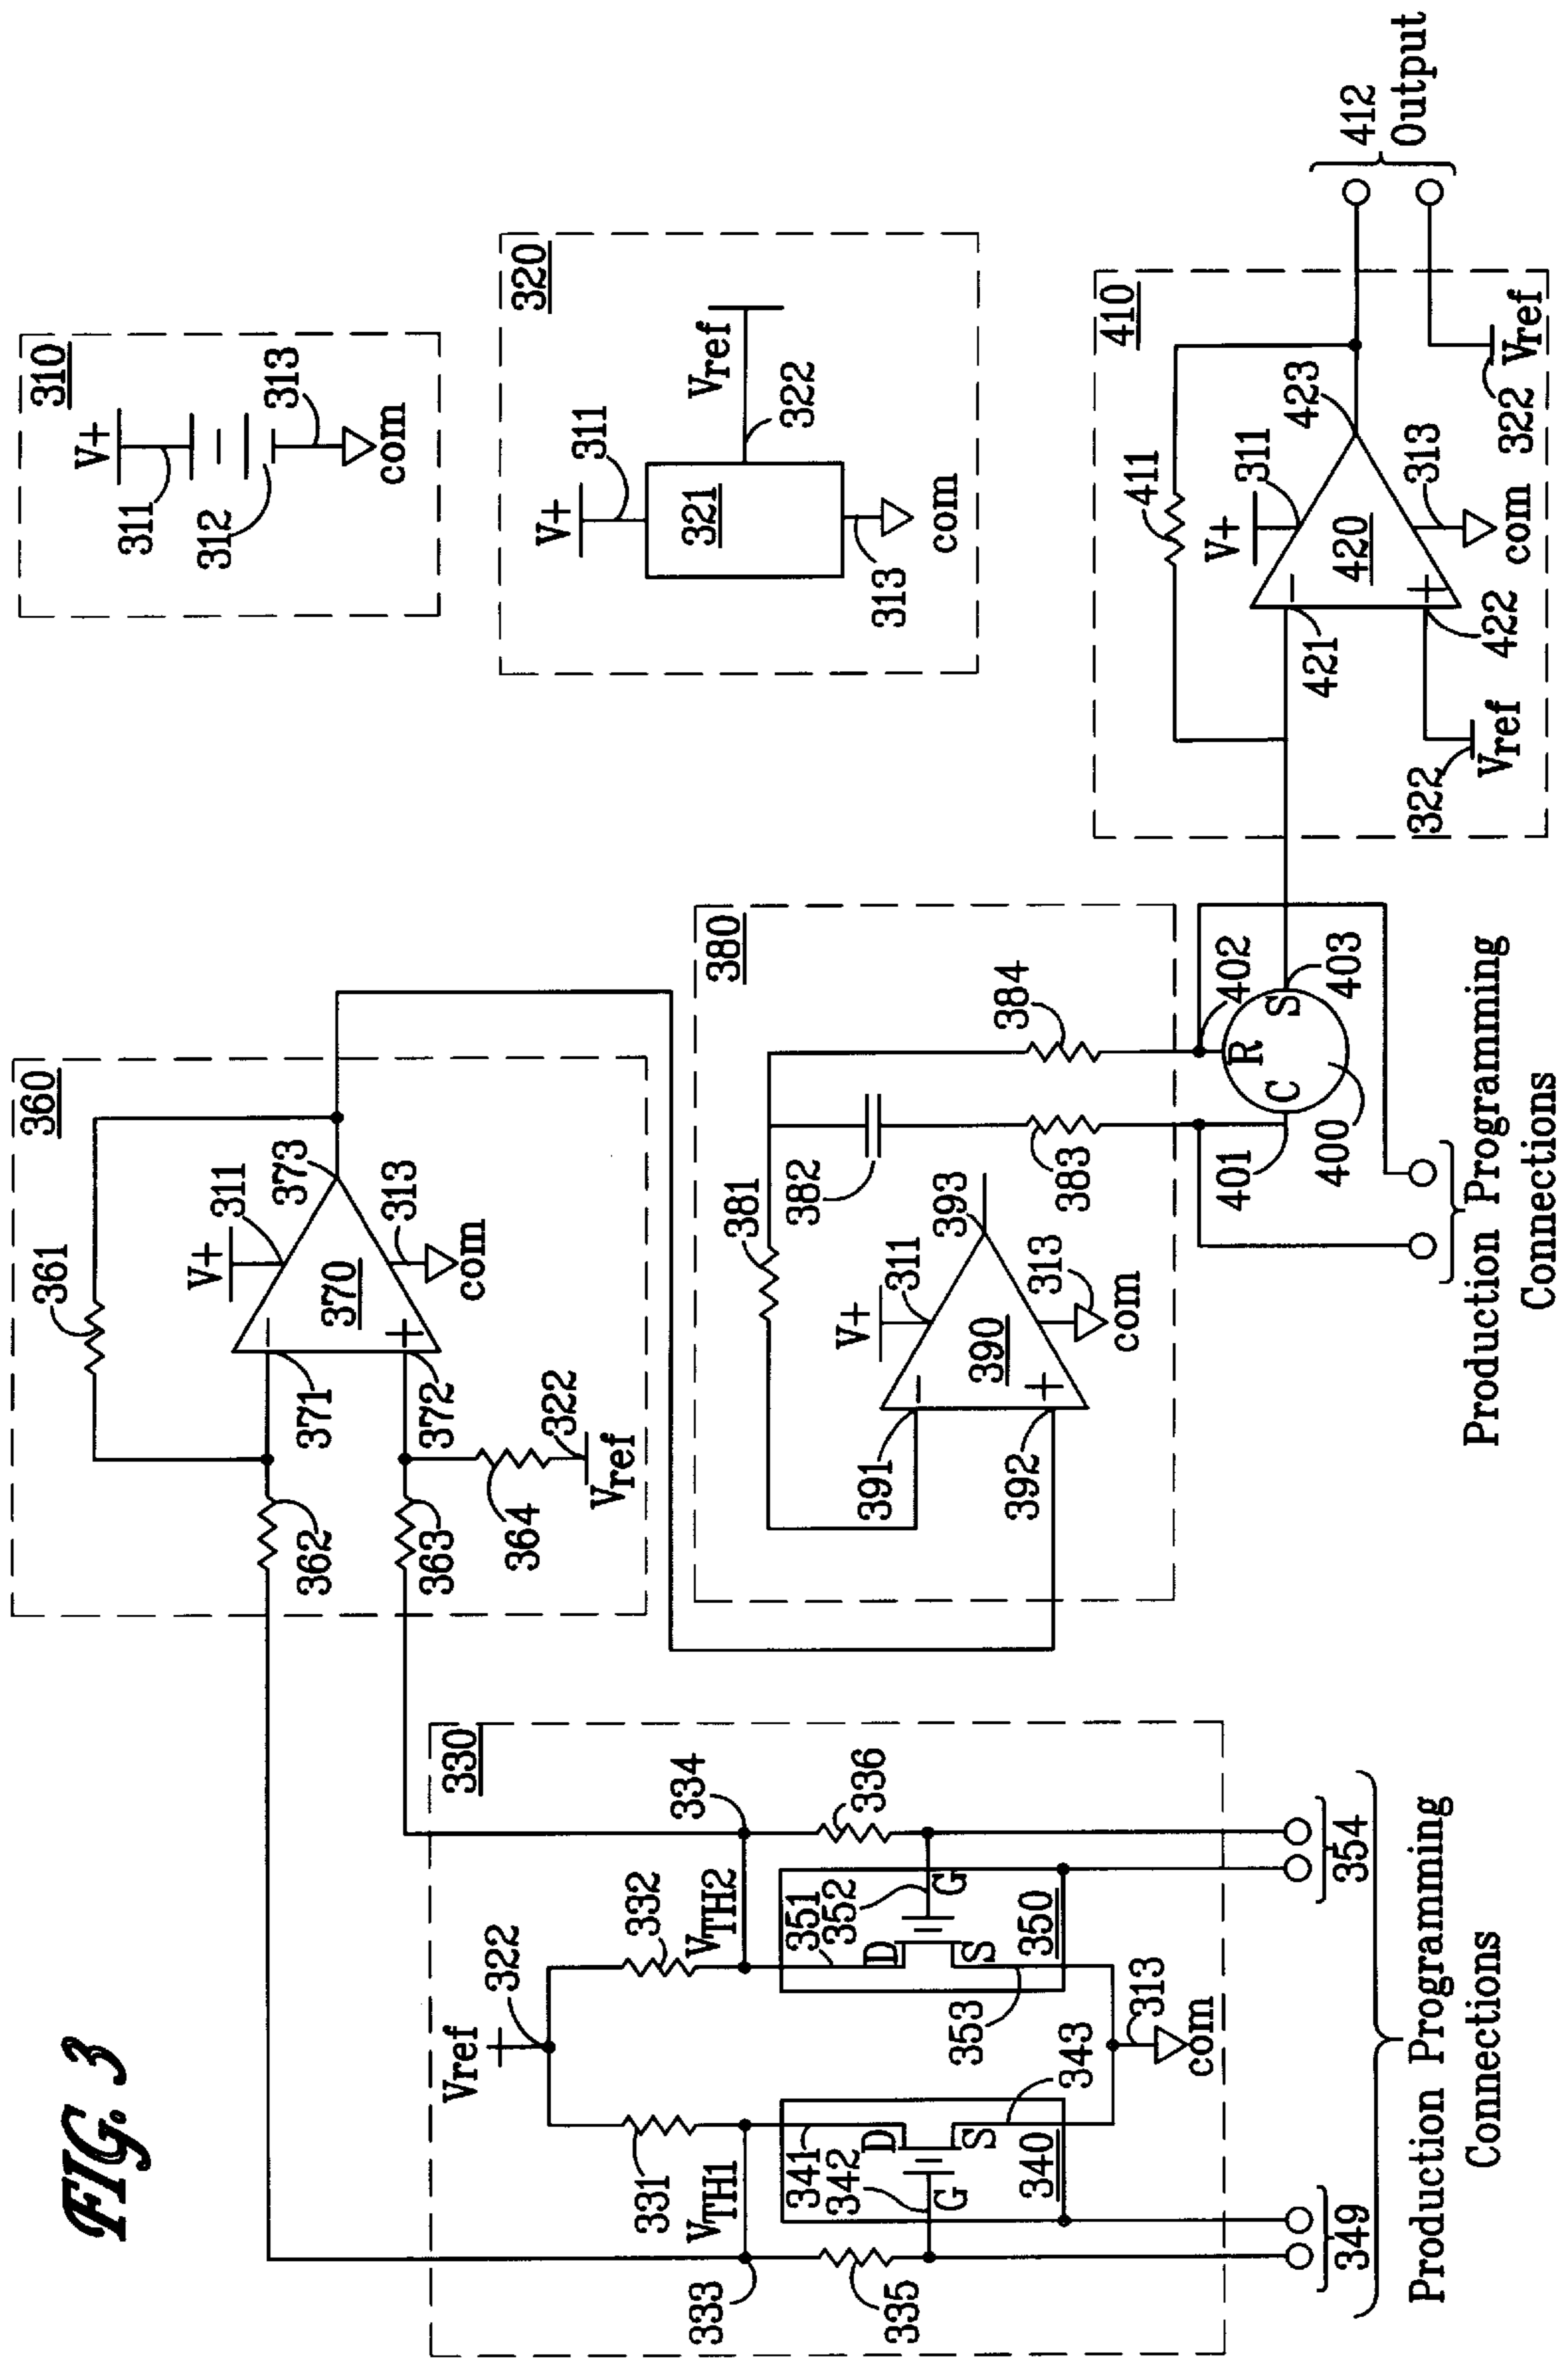 FIG. 3
310
V+
311
312
313
com
320
V+
311
321
Vref
322
313
com
330
Vref
322
331
332
VTH1
VTH2
333
334
335
336
341
342
D
G
S
340
343
351
352
D
G
S
350
353
313
com
349
354
Production Programming
Connections
360
361
362
363
364
371
372
V+
311
370
373
313
com
322
Vref
380
381
382
383
384
391
392
V+
311
390
393
313
com
R
C
S
400
401
402
403
Production Programming
Connections
410
411
421
422
V+
311
420
423
313
com
322
Vref
322
Vref
412
Output